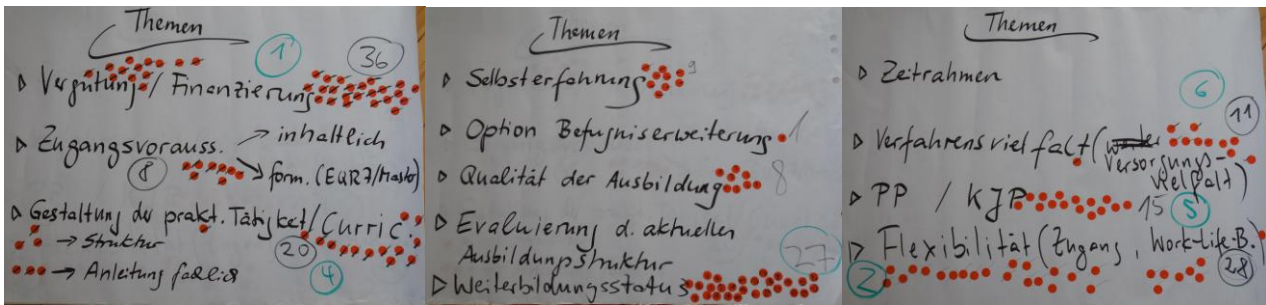 Themen
1
36
▷ Vergütung / Finanzierung
▷ Zugangsvorauss. → inhaltlich
8
→ form. (EQR7/Master)
▷ Gestaltung der prakt. Tätigkeit / Curric.
→ Struktur
20
→ Anleitung fachlich
4
Themen
▷ Selbsterfahrung
9
▷ Option Befugniserweiterung
1
▷ Qualität der Ausbildung
8
▷ Evaluierung d. aktuellen
Ausbildungsstruktur
27
▷ Weiterbildungsstatus
Themen
▷ Zeitrahmen
6
11
▷ Verfahrensvielfalt (
Versorgungs-
vielfalt)
▷ PP / KJP
15
5
▷ Flexibilität (Zugang, Work-Life-B.)
2
28